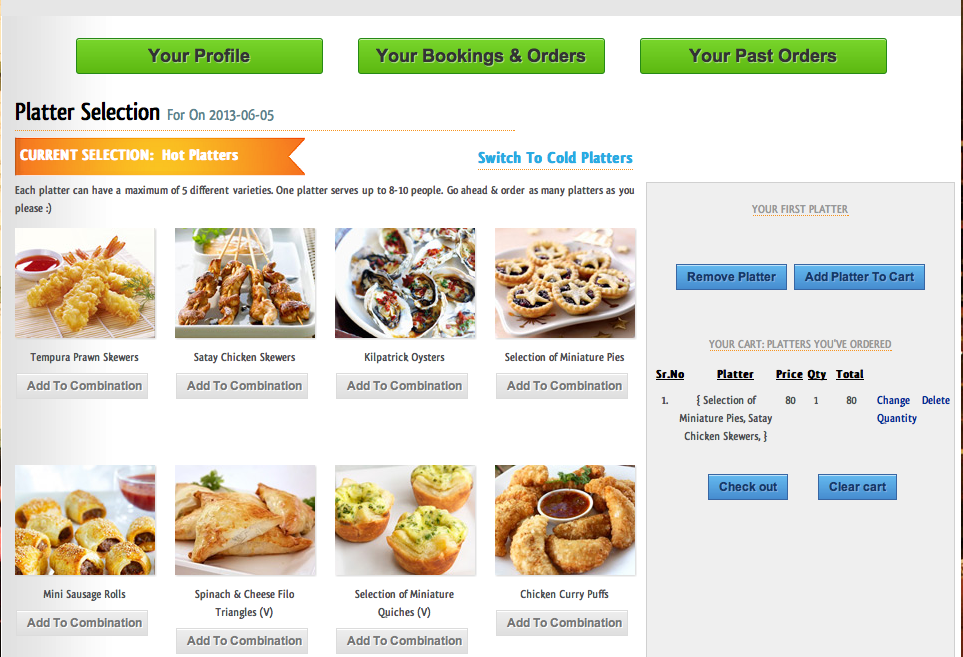 Your Profile
Your Bookings & Orders
Your Past Orders
Platter Selection For On 2013-06-05
CURRENT SELECTION: Hot Platters
Switch To Cold Platters
Each platter can have a maximum of 5 different varieties. One platter serves up to 8-10 people. Go ahead & order as many platters as you
please :)
Tempura Prawn Skewers
Satay Chicken Skewers
Kilpatrick Oysters
Selection of Miniature Pies
Add To Combination
Add To Combination
Add To Combination
Add To Combination
Mini Sausage Rolls
Spinach & Cheese Filo
Triangles (V)
Selection of Miniature
Quiches (V)
Chicken Curry Puffs
Add To Combination
Add To Combination
Add To Combination
Add To Combination
YOUR FIRST PLATTER
Remove Platter
Add Platter To Cart
YOUR CART: PLATTERS YOU'VE ORDERED
Sr.No Platter Price Qty Total
1. { Selection of 80 1 80 Change Delete
Miniature Pies, Satay Quantity
Chicken Skewers, }
Check out
Clear cart